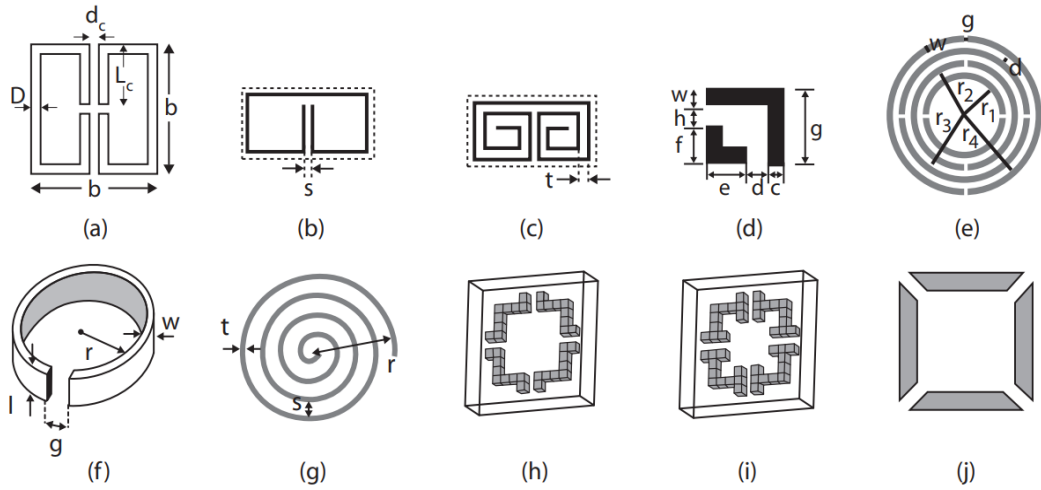 d_c
D
L_c
b
b
(a)
s
(b)
t
(c)
w
h
f
g
e
d
c
(d)
g
w
d
r_2
r_1
r_3
r_4
(e)
w
r
l
g
(f)
t
r
s
(g)
(h)
(i)
(j)